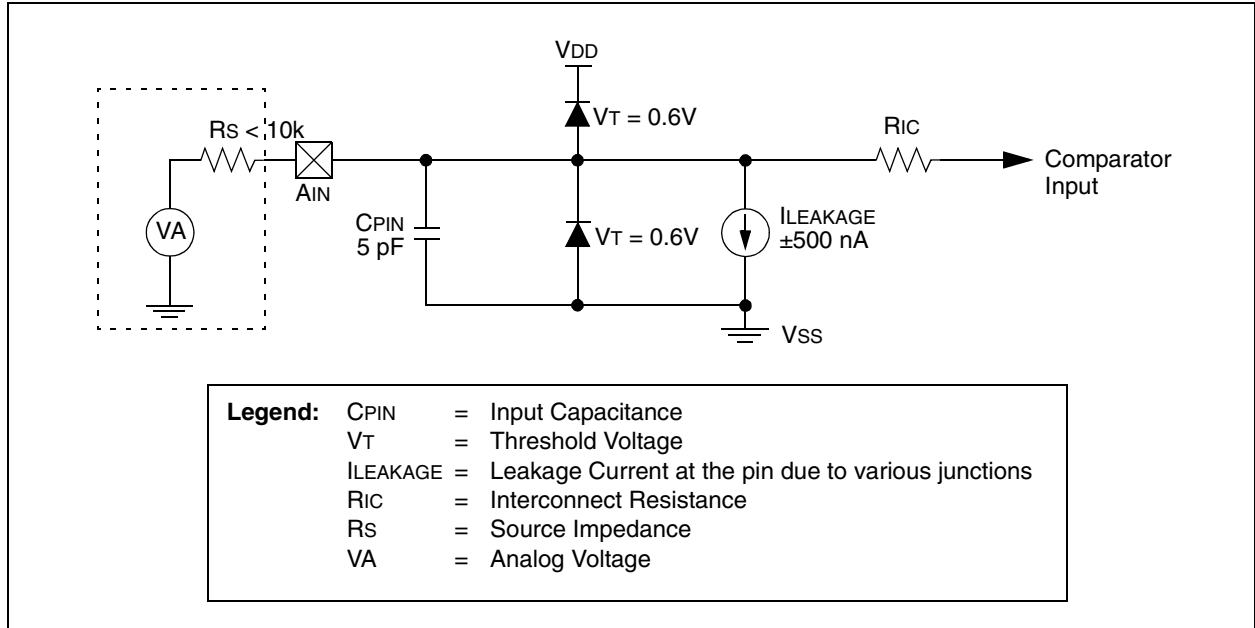 VDD
VT = 0.6V
RS < 10k
RIC
AIN
Comparator
Input
VA
CPIN
5 pF
VT = 0.6V
ILEAKAGE
±500 nA
VSS
Legend: CPIN = Input Capacitance
VT = Threshold Voltage
ILEAKAGE = Leakage Current at the pin due to various junctions
RIC = Interconnect Resistance
RS = Source Impedance
VA = Analog Voltage